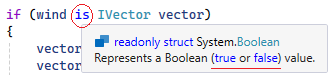 if (wind is IVector vector)
{
readonly struct System.Boolean
Represents a Boolean (true or false) value.
vector
vector